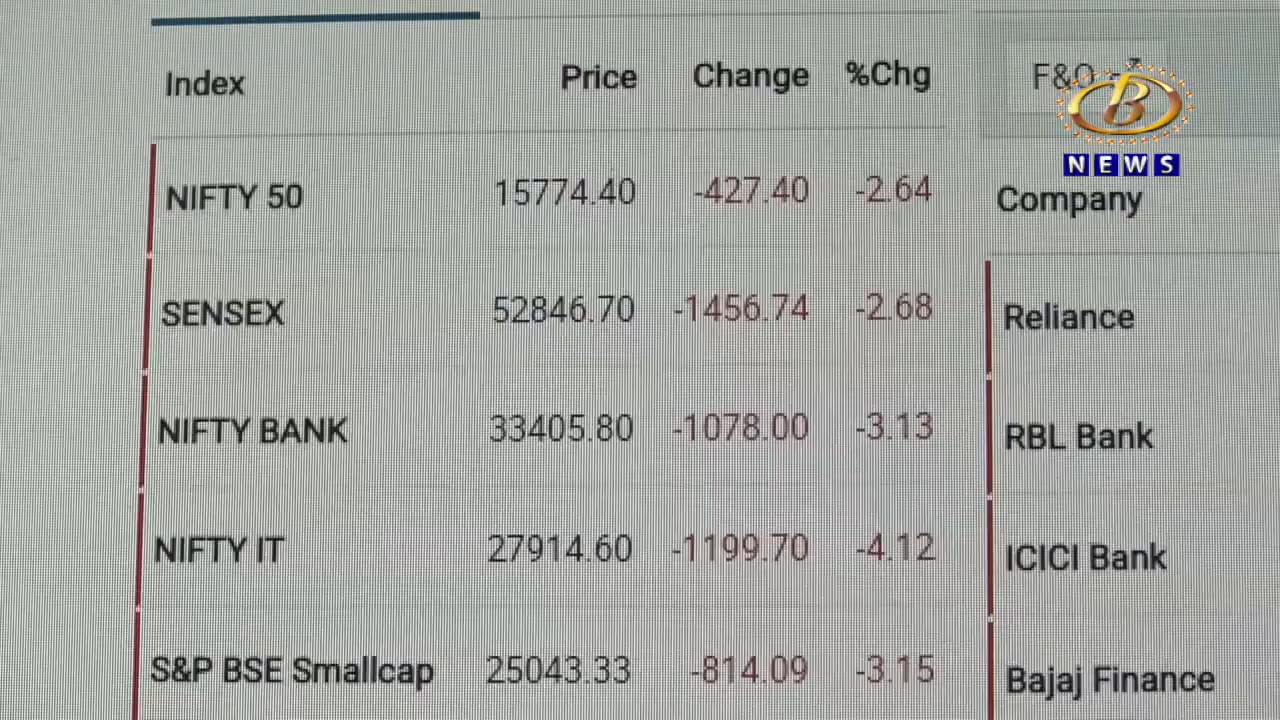 Index Price Change %Chg
NIFTY 50 15774.40 -427.40 -2.64
SENSEX 52846.70 -1456.74 -2.68
NIFTY BANK 33405.80 -1078.00 -3.13
NIFTY IT 27914.60 -1199.70 -4.12
S&P BSE Smallcap 25043.33 -814.09 -3.15
F&O -
B
NEWS
Company
Reliance
RBL Bank
ICICI Bank
Bajaj Finance